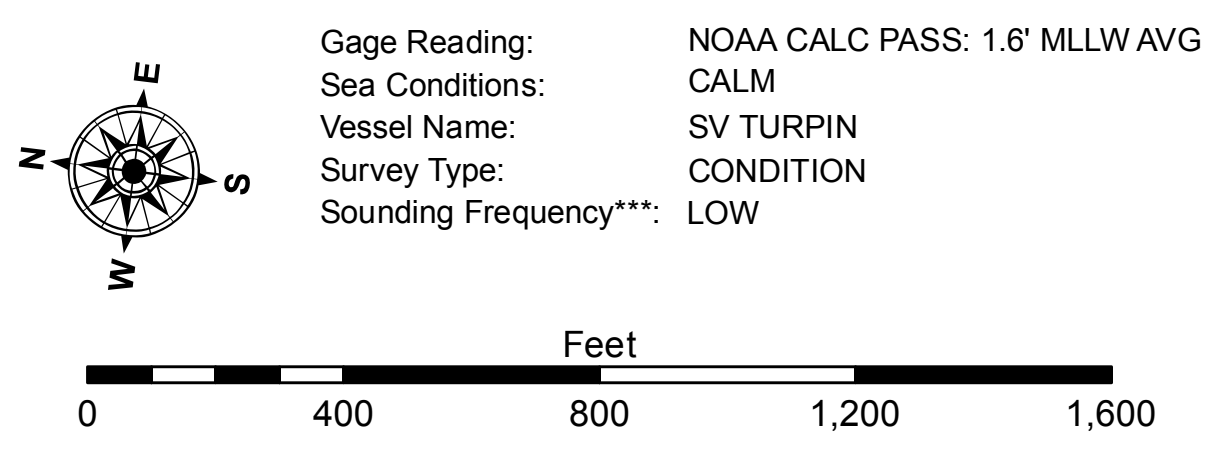 E
N
S
W
Gage Reading: NOAA CALC PASS: 1.6' MLLW AVG
Sea Conditions: CALM
Vessel Name: SV TURPIN
Survey Type: CONDITION
Sounding Frequency***: LOW
Feet
0 400 800 1,200 1,600